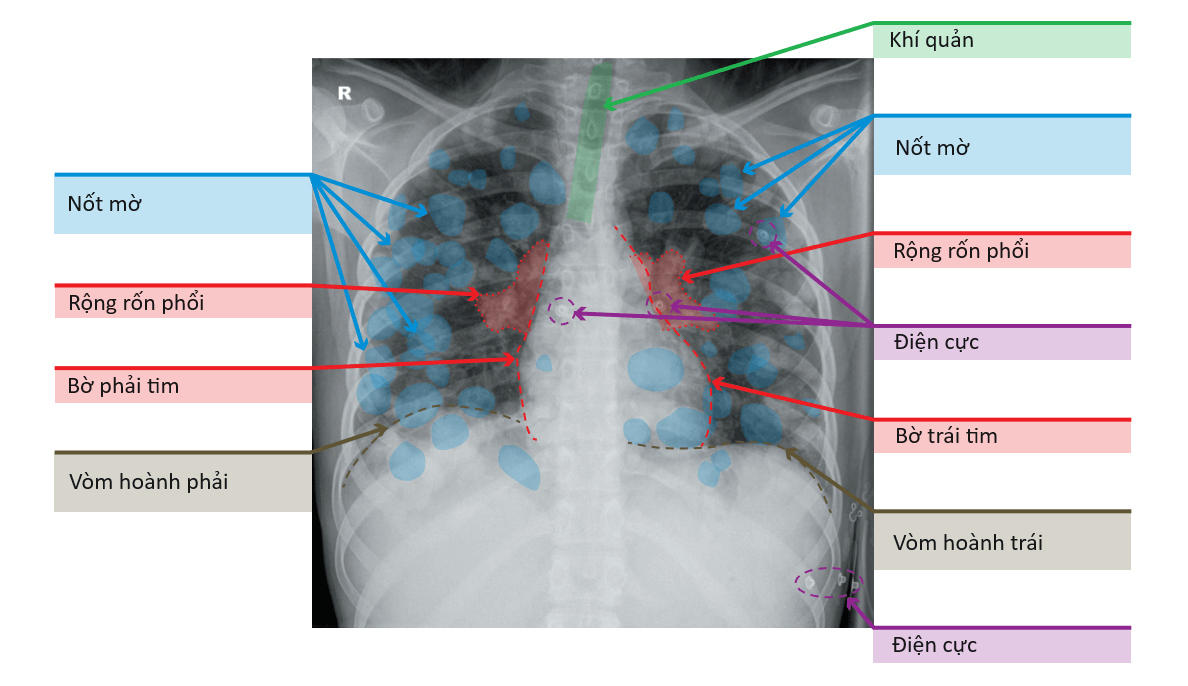 Khí quản
R
Nốt mờ
Nốt mờ
Rộng rốn phổi
Rộng rốn phổi
Điện cực
Bờ phải tim
Bờ trái tim
Vòm hoành phải
Vòm hoành trái
Điện cực